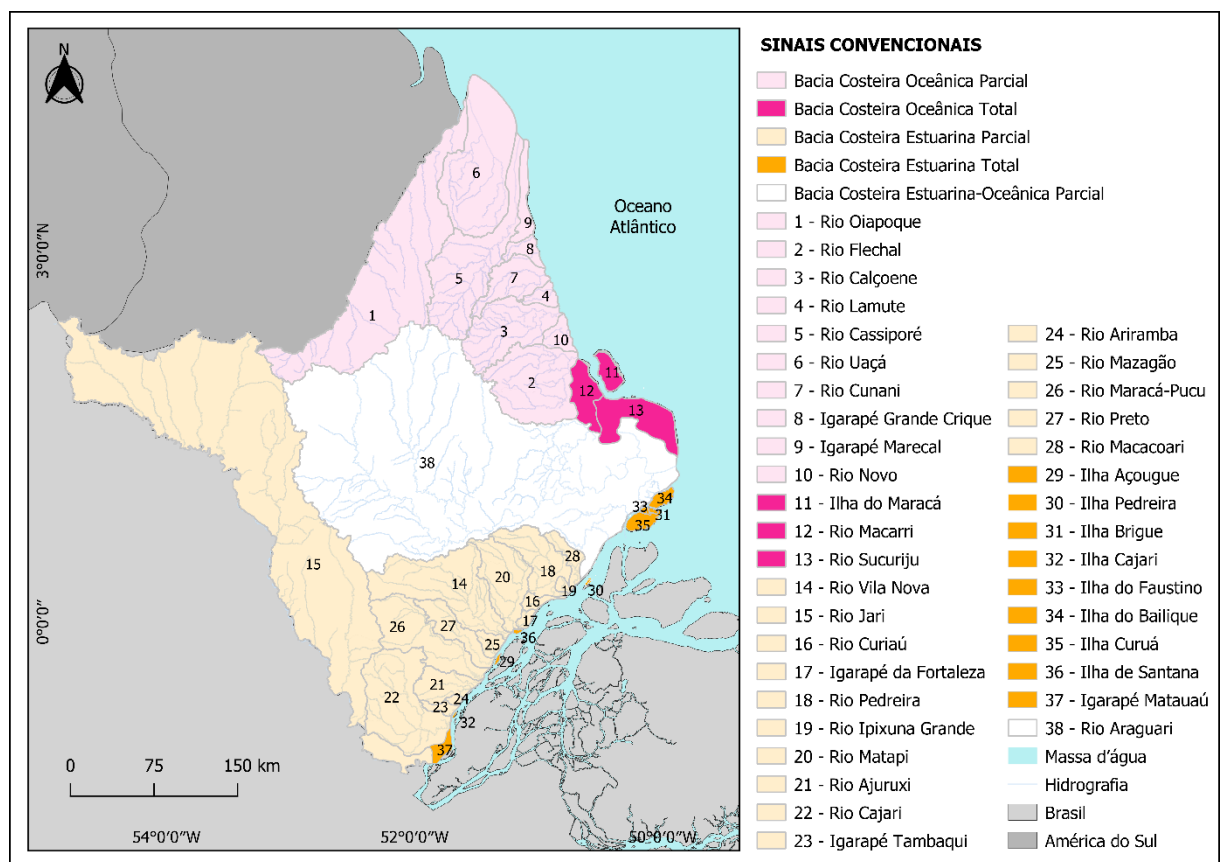 N
Oceano
Atlântico
3°0'0"N
0°0'0"
54°0'0"W
52°0'0"W
50°0'0"W
0 75 150 km
1
2
3
4
5
6
7
8
9
10
11
12
13
14
15
16
17
18
19
20
21
22
23
24
25
26
27
28
29
30
31
32
33
34
35
36
37
38
SINAIS CONVENCIONAIS
Bacia Costeira Oceânica Parcial
Bacia Costeira Oceânica Total
Bacia Costeira Estuarina Parcial
Bacia Costeira Estuarina Total
Bacia Costeira Estuarina-Oceânica Parcial
1 - Rio Oiapoque
2 - Rio Flechal
3 - Rio Calçoene
4 - Rio Lamute
5 - Rio Cassiporé
6 - Rio Uaçá
7 - Rio Cunani
8 - Igarapé Grande Crique
9 - Igarapé Marecal
10 - Rio Novo
11 - Ilha do Maracá
12 - Rio Macarri
13 - Rio Sucuriju
14 - Rio Vila Nova
15 - Rio Jari
16 - Rio Curiaú
17 - Igarapé da Fortaleza
18 - Rio Pedreira
19 - Rio Ipixuna Grande
20 - Rio Matapi
21 - Rio Ajuruxi
22 - Rio Cajari
23 - Igarapé Tambaqui
24 - Rio Ariramba
25 - Rio Mazagão
26 - Rio Maracá-Pucu
27 - Rio Preto
28 - Rio Macacoari
29 - Ilha Açougue
30 - Ilha Pedreira
31 - Ilha Brigue
32 - Ilha Cajari
33 - Ilha do Faustino
34 - Ilha do Bailique
35 - Ilha Curuá
36 - Ilha de Santana
37 - Igarapé Matauaú
38 - Rio Araguari
Massa d'água
Hidrografia
Brasil
América do Sul